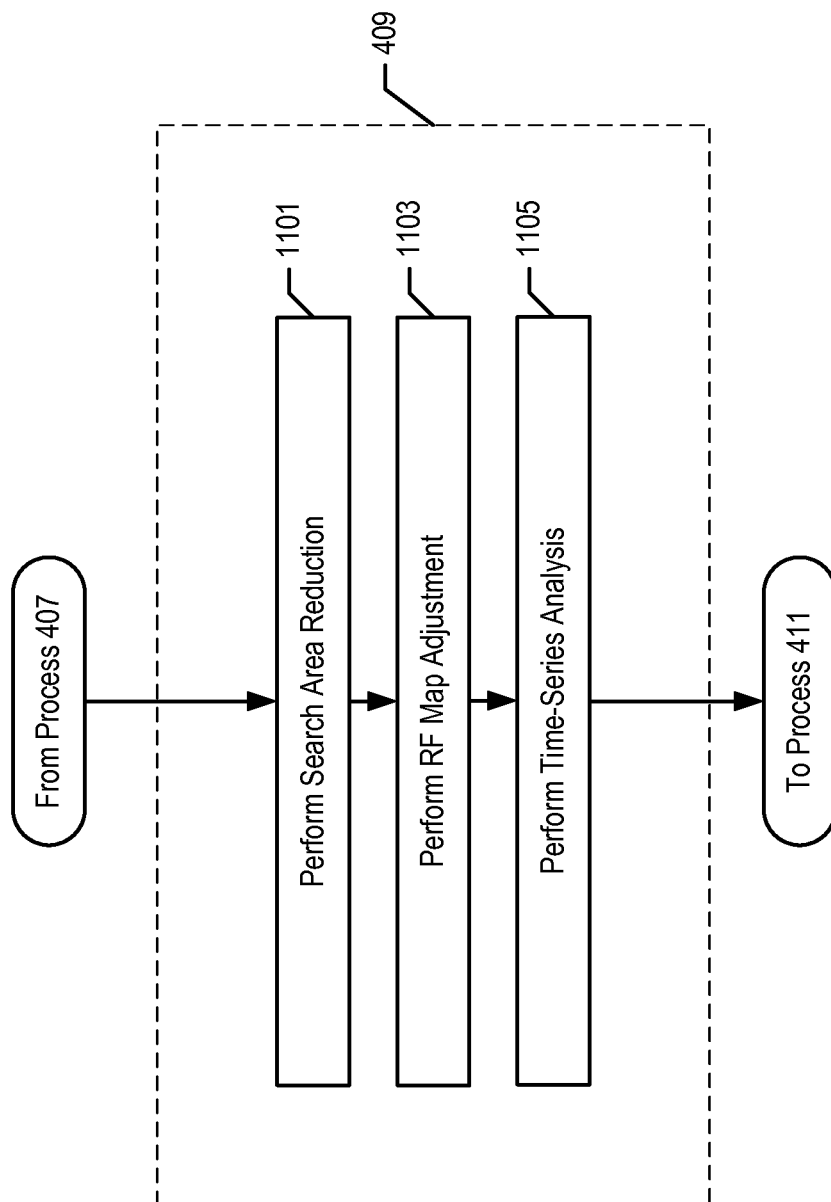 From Process 407
409
1101
Perform Search Area Reduction
1103
Perform RF Map Adjustment
1105
Perform Time-Series Analysis
To Process 411